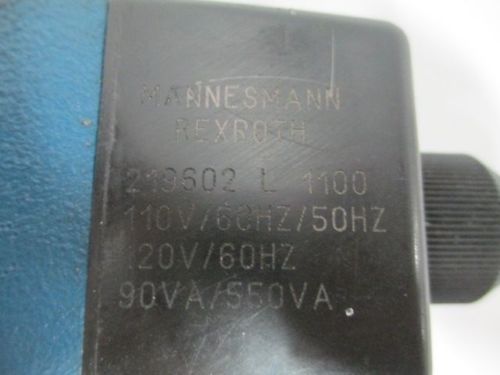 MANNESMANN
REXROTH
219602 L 1100
110V/60HZ/50HZ
120V/60HZ
90VA/550VA